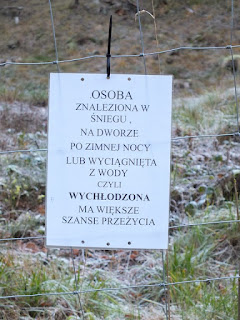 OSOBA
ZNALEZIONA W
ŚNIEGU ,
NA DWORZE
PO ZIMNEJ NOCY
LUB WYCIĄGNIĘTA
Z WODY
CZYLI
WYCHŁODZONA
MA WIĘKSZE
SZANSE PRZEŻYCIA